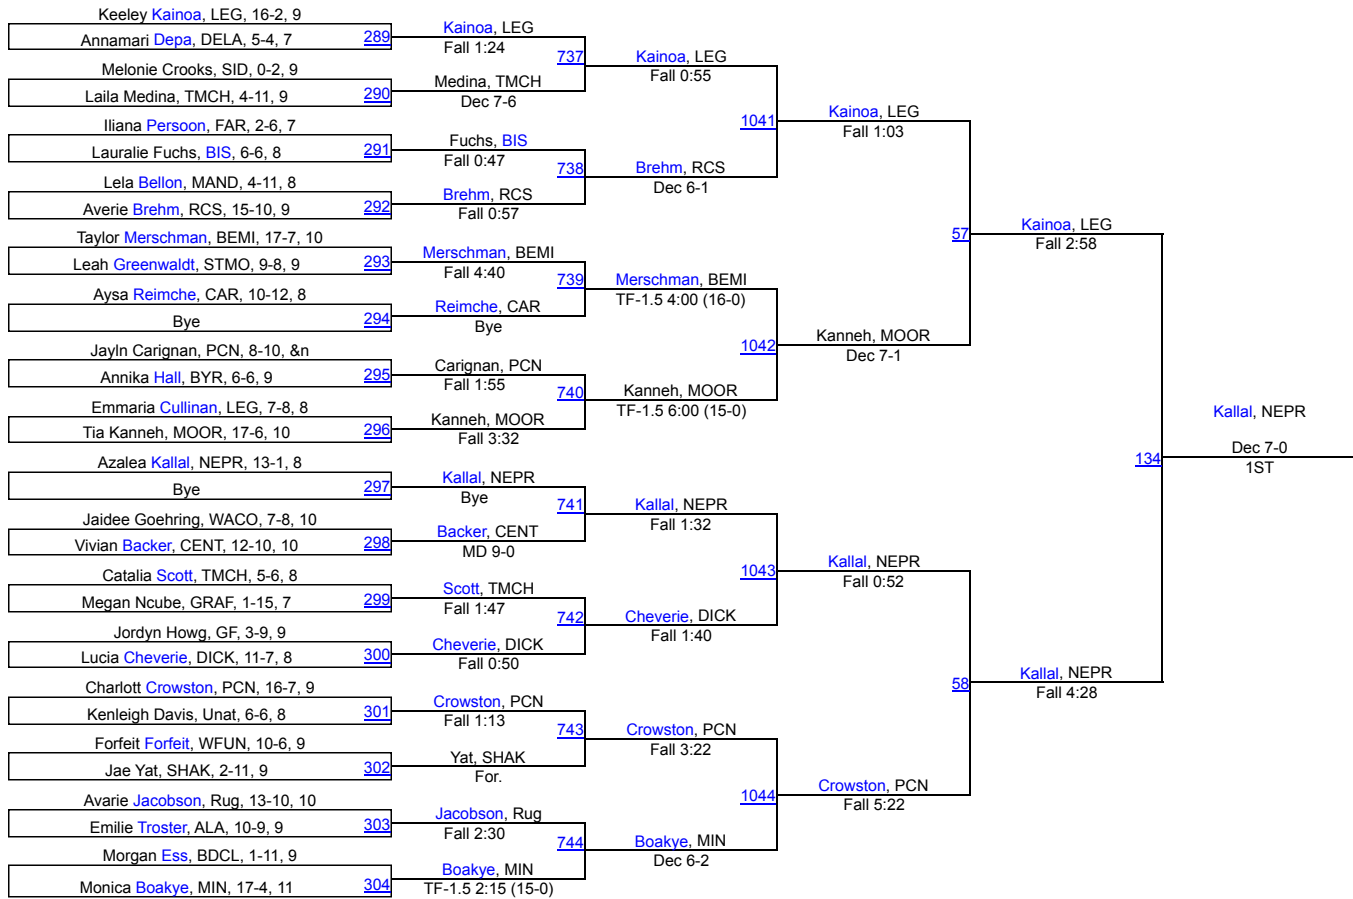 Keeley Kainoa, LEG, 16-2, 9
Annamari Depa, DELA, 5-4, 7
289
Melonie Crooks, SID, 0-2, 9
Laila Medina, TMCH, 4-11, 9
290
Iliana Persoon, FAR, 2-6, 7
Lauralie Fuchs, BIS, 6-6, 8
291
Lela Bellon, MAND, 4-11, 8
Averie Brehm, RCS, 15-10, 9
292
Taylor Merschman, BEMI, 17-7, 10
Leah Greenwaldt, STMO, 9-8, 9
293
Aysa Reimche, CAR, 10-12, 8
Bye
294
Jayln Carignan, PCN, 8-10, &n
Annika Hall, BYR, 6-6, 9
295
Emmaria Cullinan, LEG, 7-8, 8
Tia Kanneh, MOOR, 17-6, 10
296
Azalea Kallal, NEPR, 13-1, 8
Bye
297
Jaidee Goehring, WACO, 7-8, 10
Vivian Backer, CENT, 12-10, 10
298
Catalia Scott, TMCH, 5-6, 8
Megan Ncube, GRAF, 1-15, 7
299
Jordyn Howg, GF, 3-9, 9
Lucia Cheverie, DICK, 11-7, 8
300
Charlott Crowston, PCN, 16-7, 9
Kenleigh Davis, Unat, 6-6, 8
301
Forfeit Forfeit, WFUN, 10-6, 9
Jae Yat, SHAK, 2-11, 9
302
Avarie Jacobson, Rug, 13-10, 10
Emilie Troster, ALA, 10-9, 9
303
Morgan Ess, BDCL, 1-11, 9
Monica Boakye, MIN, 17-4, 11
304
Kainoa, LEG
Fall 1:24
737
Medina, TMCH
Dec 7-6
Fuchs, BIS
Fall 0:47
738
Brehm, RCS
Fall 0:57
Merschman, BEMI
Fall 4:40
739
Reimche, CAR
Bye
Carignan, PCN
Fall 1:55
740
Kanneh, MOOR
Fall 3:32
Kallal, NEPR
Bye
741
Backer, CENT
MD 9-0
Scott, TMCH
Fall 1:47
742
Cheverie, DICK
Fall 0:50
Crowston, PCN
Fall 1:13
743
Yat, SHAK
For.
Jacobson, Rug
Fall 2:30
744
Boakye, MIN
TF-1.5 2:15 (15-0)
Kainoa, LEG
Fall 0:55
1041
Brehm, RCS
Dec 6-1
Merschman, BEMI
TF-1.5 4:00 (16-0)
1042
Kanneh, MOOR
TF-1.5 6:00 (15-0)
Kallal, NEPR
Fall 1:32
1043
Cheverie, DICK
Fall 1:40
Crowston, PCN
Fall 3:22
1044
Boakye, MIN
Dec 6-2
Kainoa, LEG
Fall 1:03
57
Kanneh, MOOR
Dec 7-1
Kallal, NEPR
Fall 0:52
58
Crowston, PCN
Fall 5:22
Kainoa, LEG
Fall 2:58
134
Kallal, NEPR
Fall 4:28
Kallal, NEPR
Dec 7-0
1ST